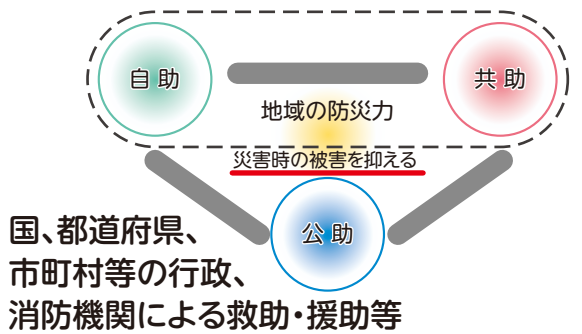 自助
共助
地域の防災力
災害時の被害を抑える
公助
国、都道府県、
市町村等の行政、
消防機関による救助・援助等